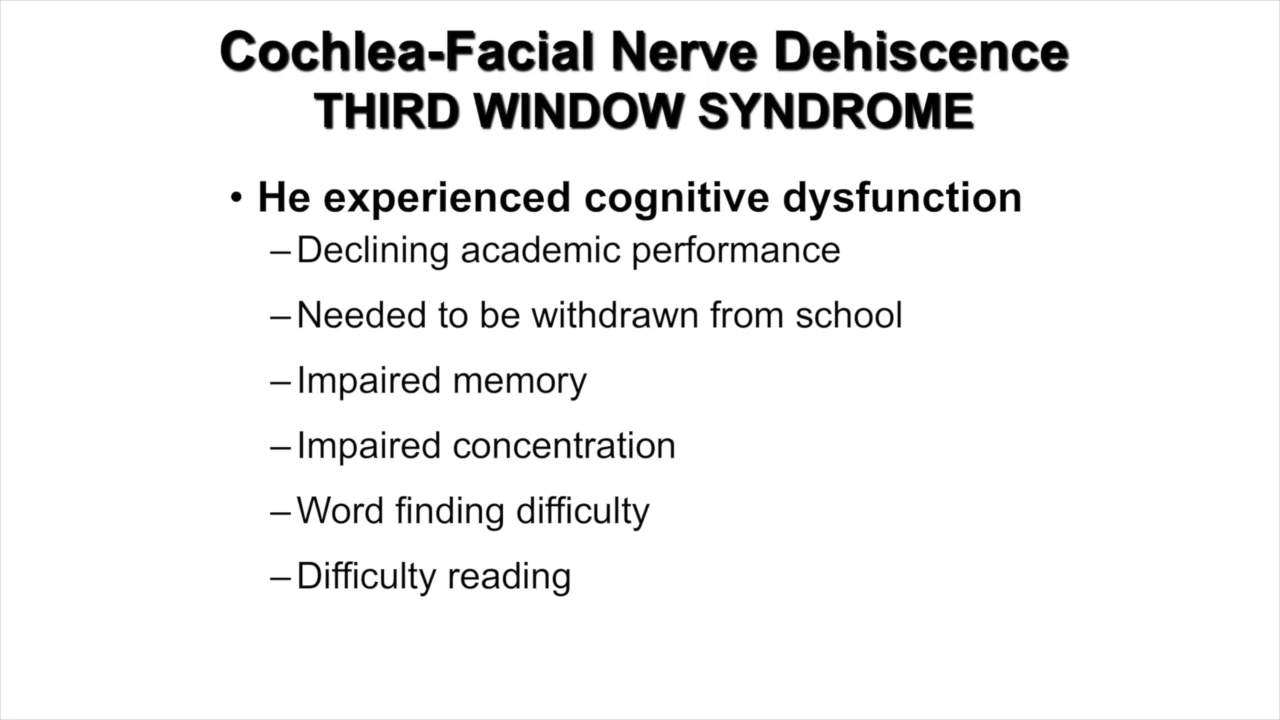 Cochlea-Facial Nerve Dehiscence
THIRD WINDOW SYNDROME
• He experienced cognitive dysfunction
–Declining academic performance
–Needed to be withdrawn from school
–Impaired memory
–Impaired concentration
–Word finding difficulty
–Difficulty reading